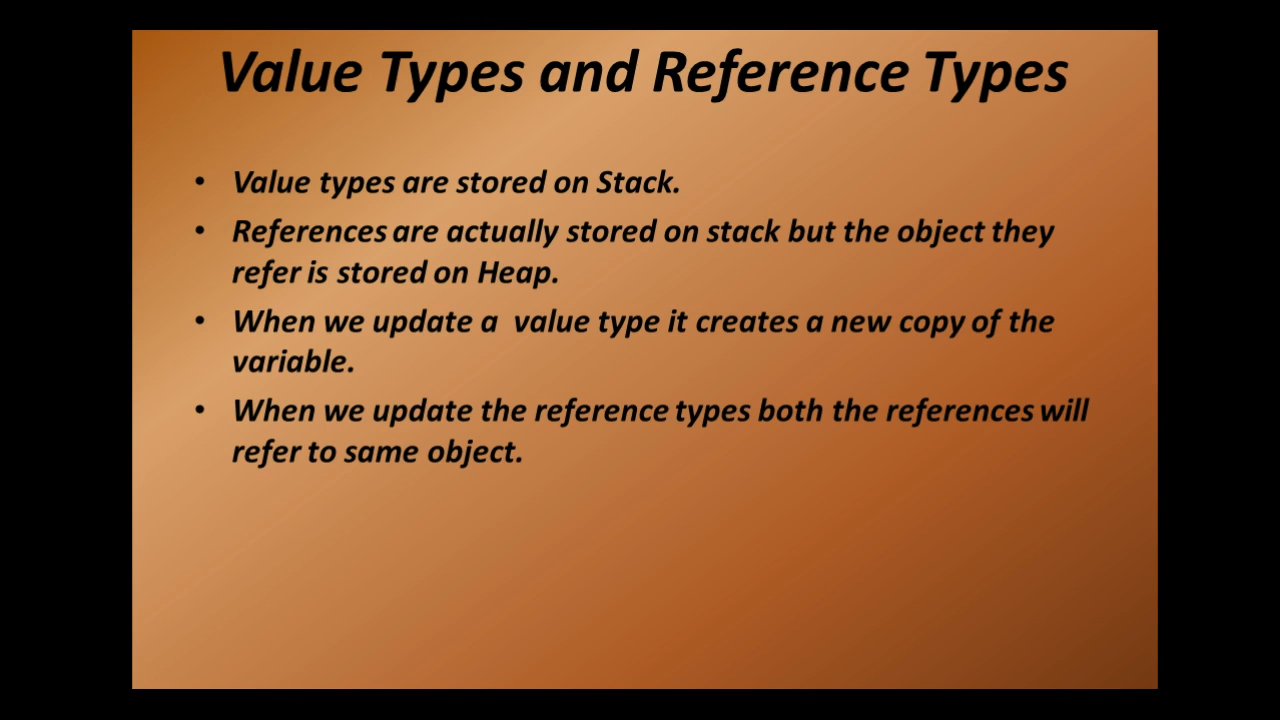 Value Types and Reference Types
• Value types are stored on Stack.
• References are actually stored on stack but the object they
refer is stored on Heap.
• When we update a  value type it creates a new copy of the
variable.
• When we update the reference types both the references will
refer to same object.